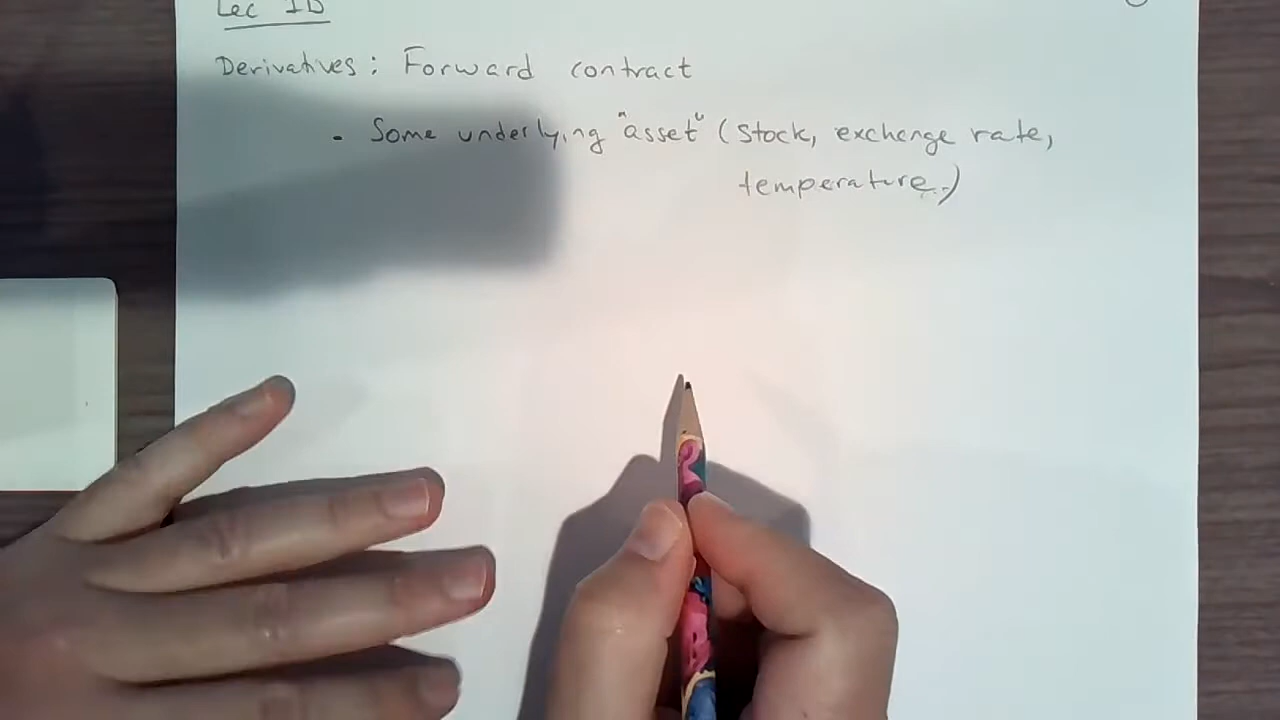 Lec 1b
Derivatives: Forward contract
- Some underlying "asset" (stock, exchange rate,
temperature..)